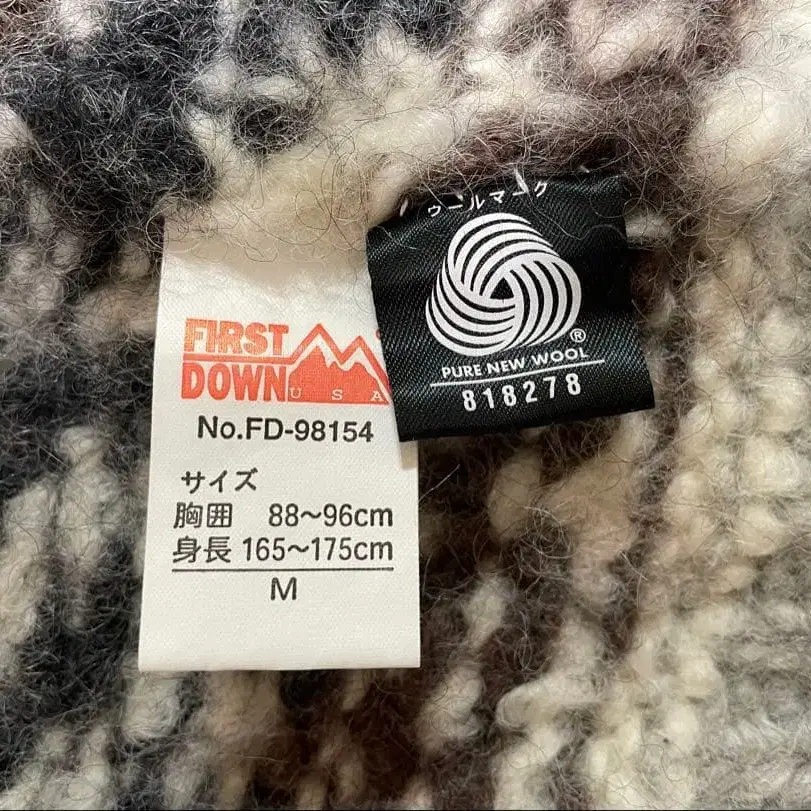 FIRST
DOWN USA
No.FD-98154
サイズ
胸囲 88〜96cm
身長 165〜175cm
M
ウールマーク
®
PURE NEW WOOL
818278